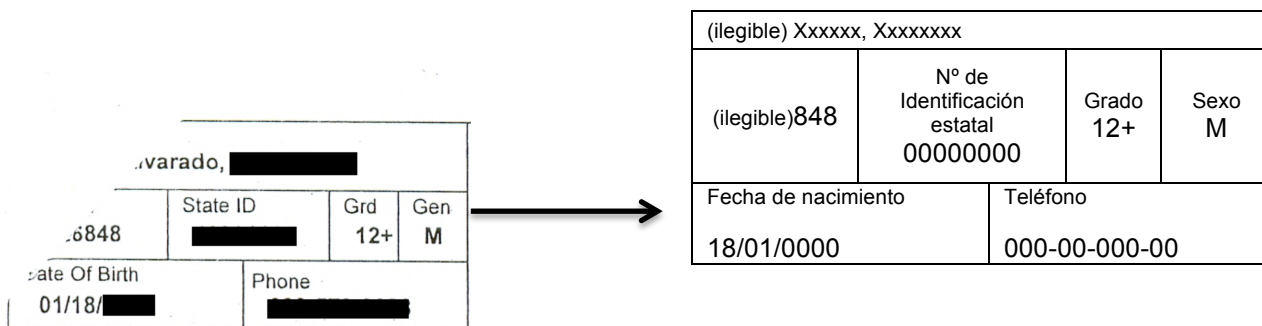 (ilegible) Xxxxxx, Xxxxxxxx
(ilegible)848
Nº de
Identificación
estatal
00000000
Grado
12+
Sexo
M
Fecha de nacimiento
18/01/0000
Teléfono
000-00-000-00
.varado,
State ID
Grd
12+
Gen
M
6848
ate Of Birth
01/18/
Phone